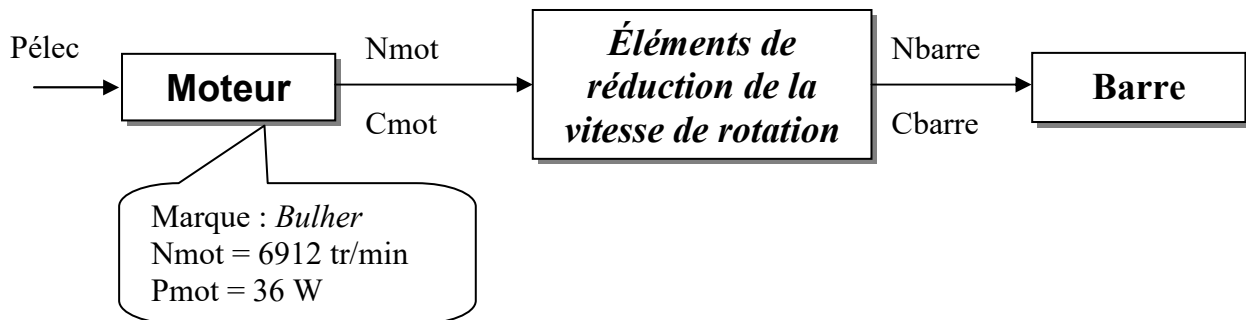 Pélec
Moteur
Nmot
Cmot
Éléments de
réduction de la
vitesse de rotation
Nbarre
Cbarre
Barre
Marque : Bulher
Nmot = 6912 tr/min
Pmot = 36 W